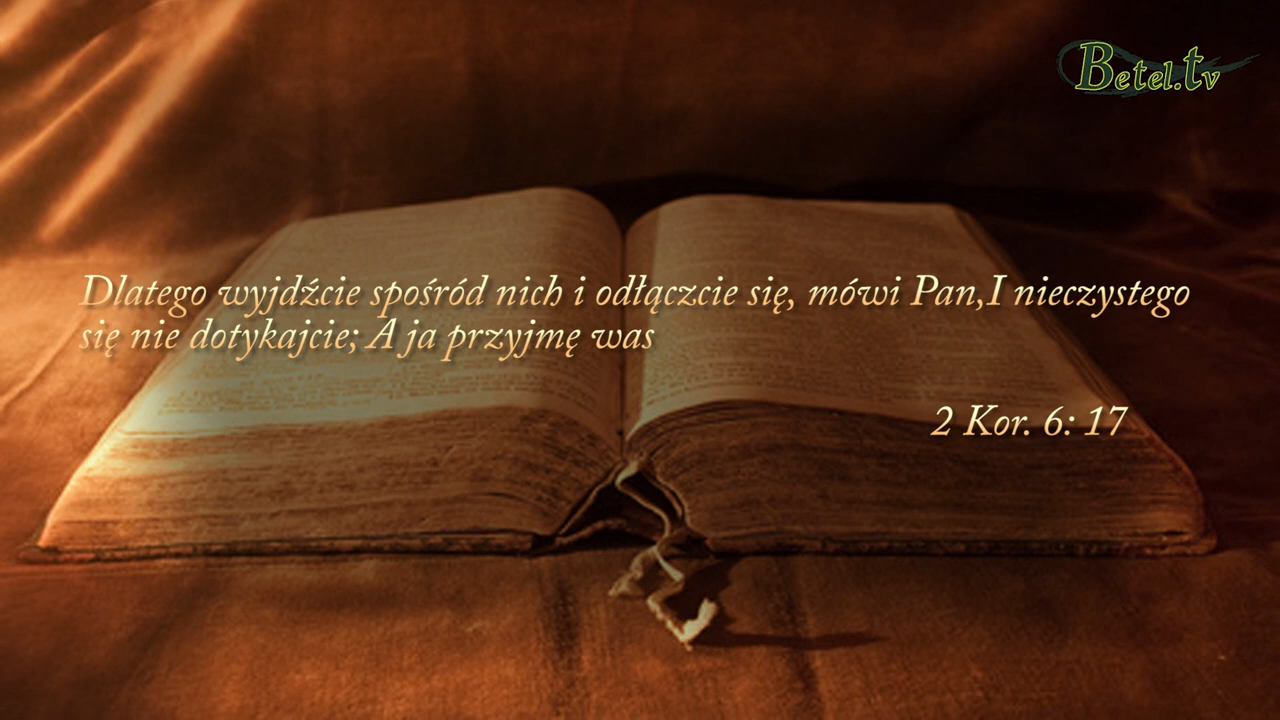 Betel.tv
Dlatego wyjdźcie spośród nich i odłączcie się, mówi Pan,I nieczystego
się nie dotykajcie; A ja przyjmę was
2 Kor. 6: 17